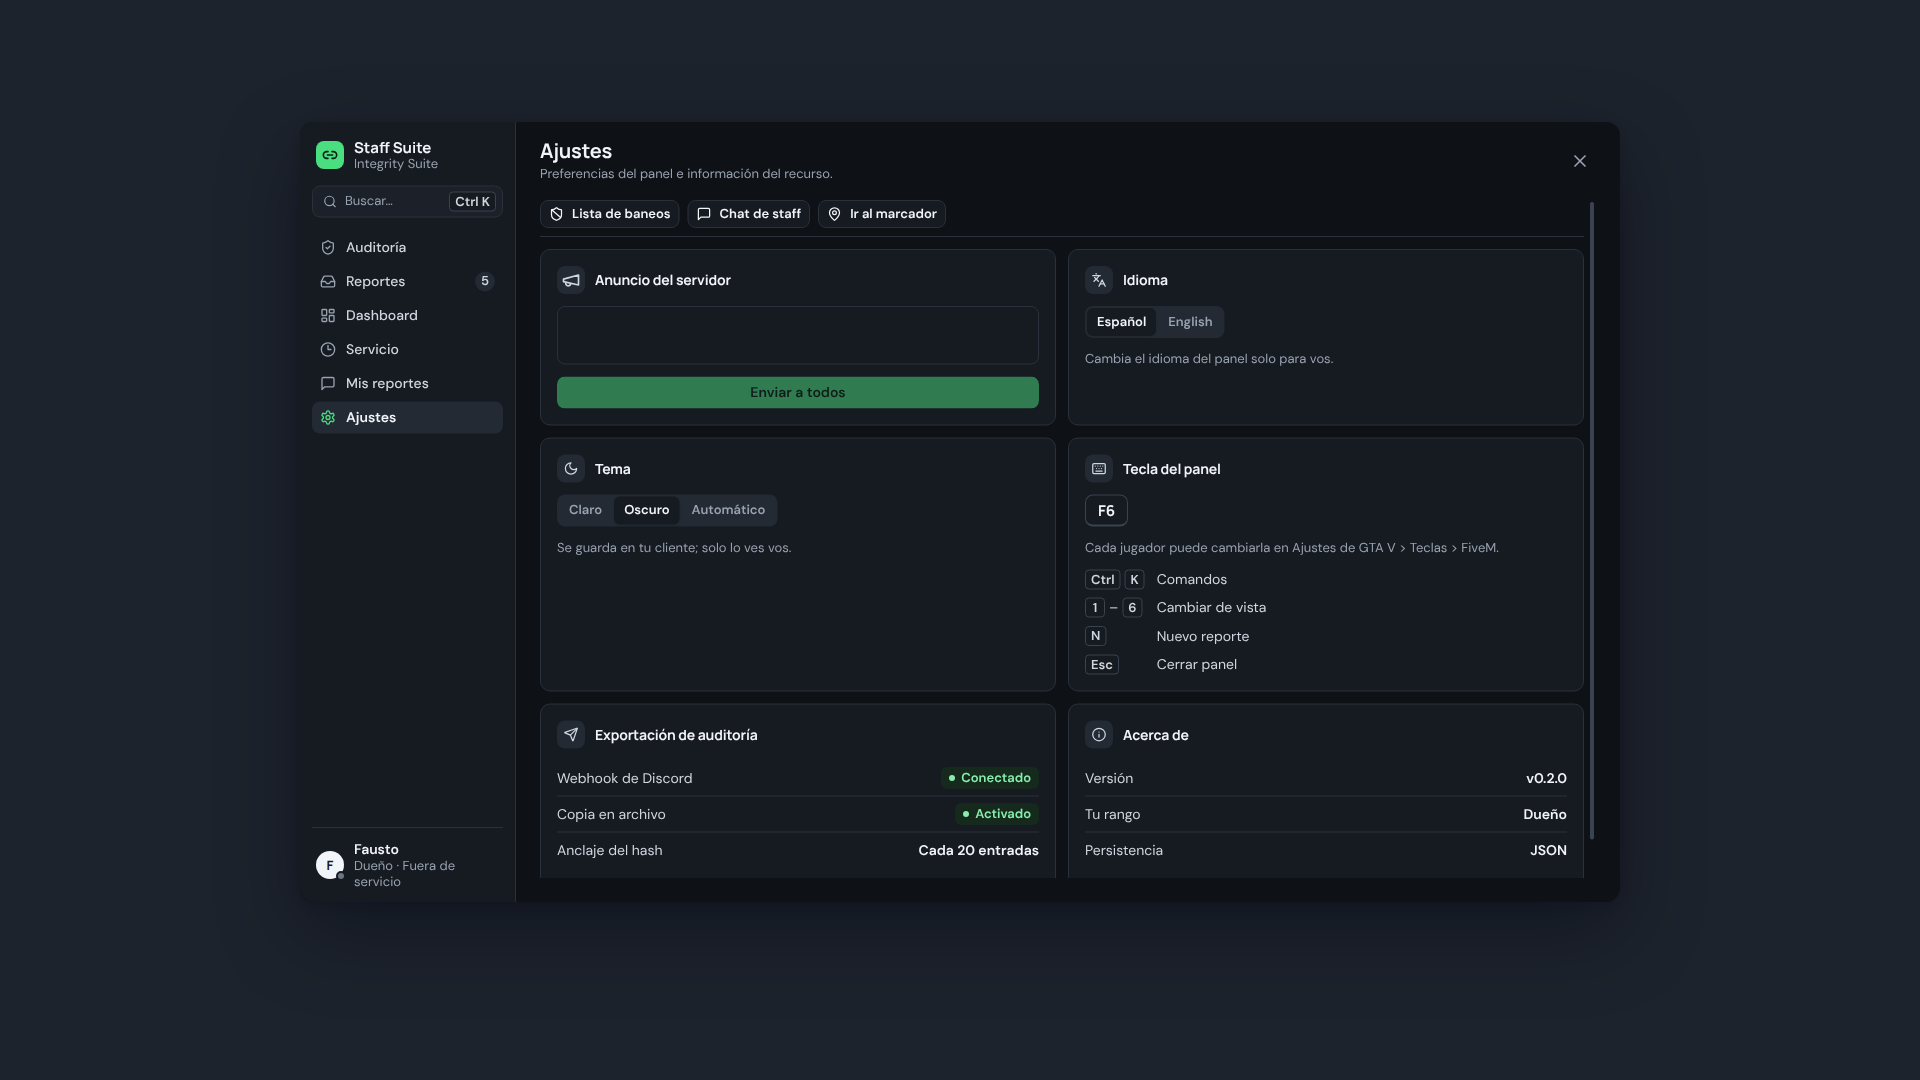 Staff Suite
Integrity Suite
Buscar...
Ctrl K
Auditoría
Reportes
5
Dashboard
Servicio
Mis reportes
Ajustes
F
Fausto
Dueño · Fuera de
servicio
Ajustes
Preferencias del panel e información del recurso.
Lista de baneos
Chat de staff
Ir al marcador
Anuncio del servidor
Enviar a todos
Idioma
Español
English
Cambia el idioma del panel solo para vos.
Tema
Claro
Oscuro
Automático
Se guarda en tu cliente; solo lo ves vos.
Tecla del panel
F6
Cada jugador puede cambiarla en Ajustes de GTA V > Teclas > FiveM.
Ctrl K Comandos
1 – 6 Cambiar de vista
N Nuevo reporte
Esc Cerrar panel
Exportación de auditoría
Webhook de Discord Conectado
Copia en archivo Activado
Anclaje del hash Cada 20 entradas
Acerca de
Versión v0.2.0
Tu rango Dueño
Persistencia JSON